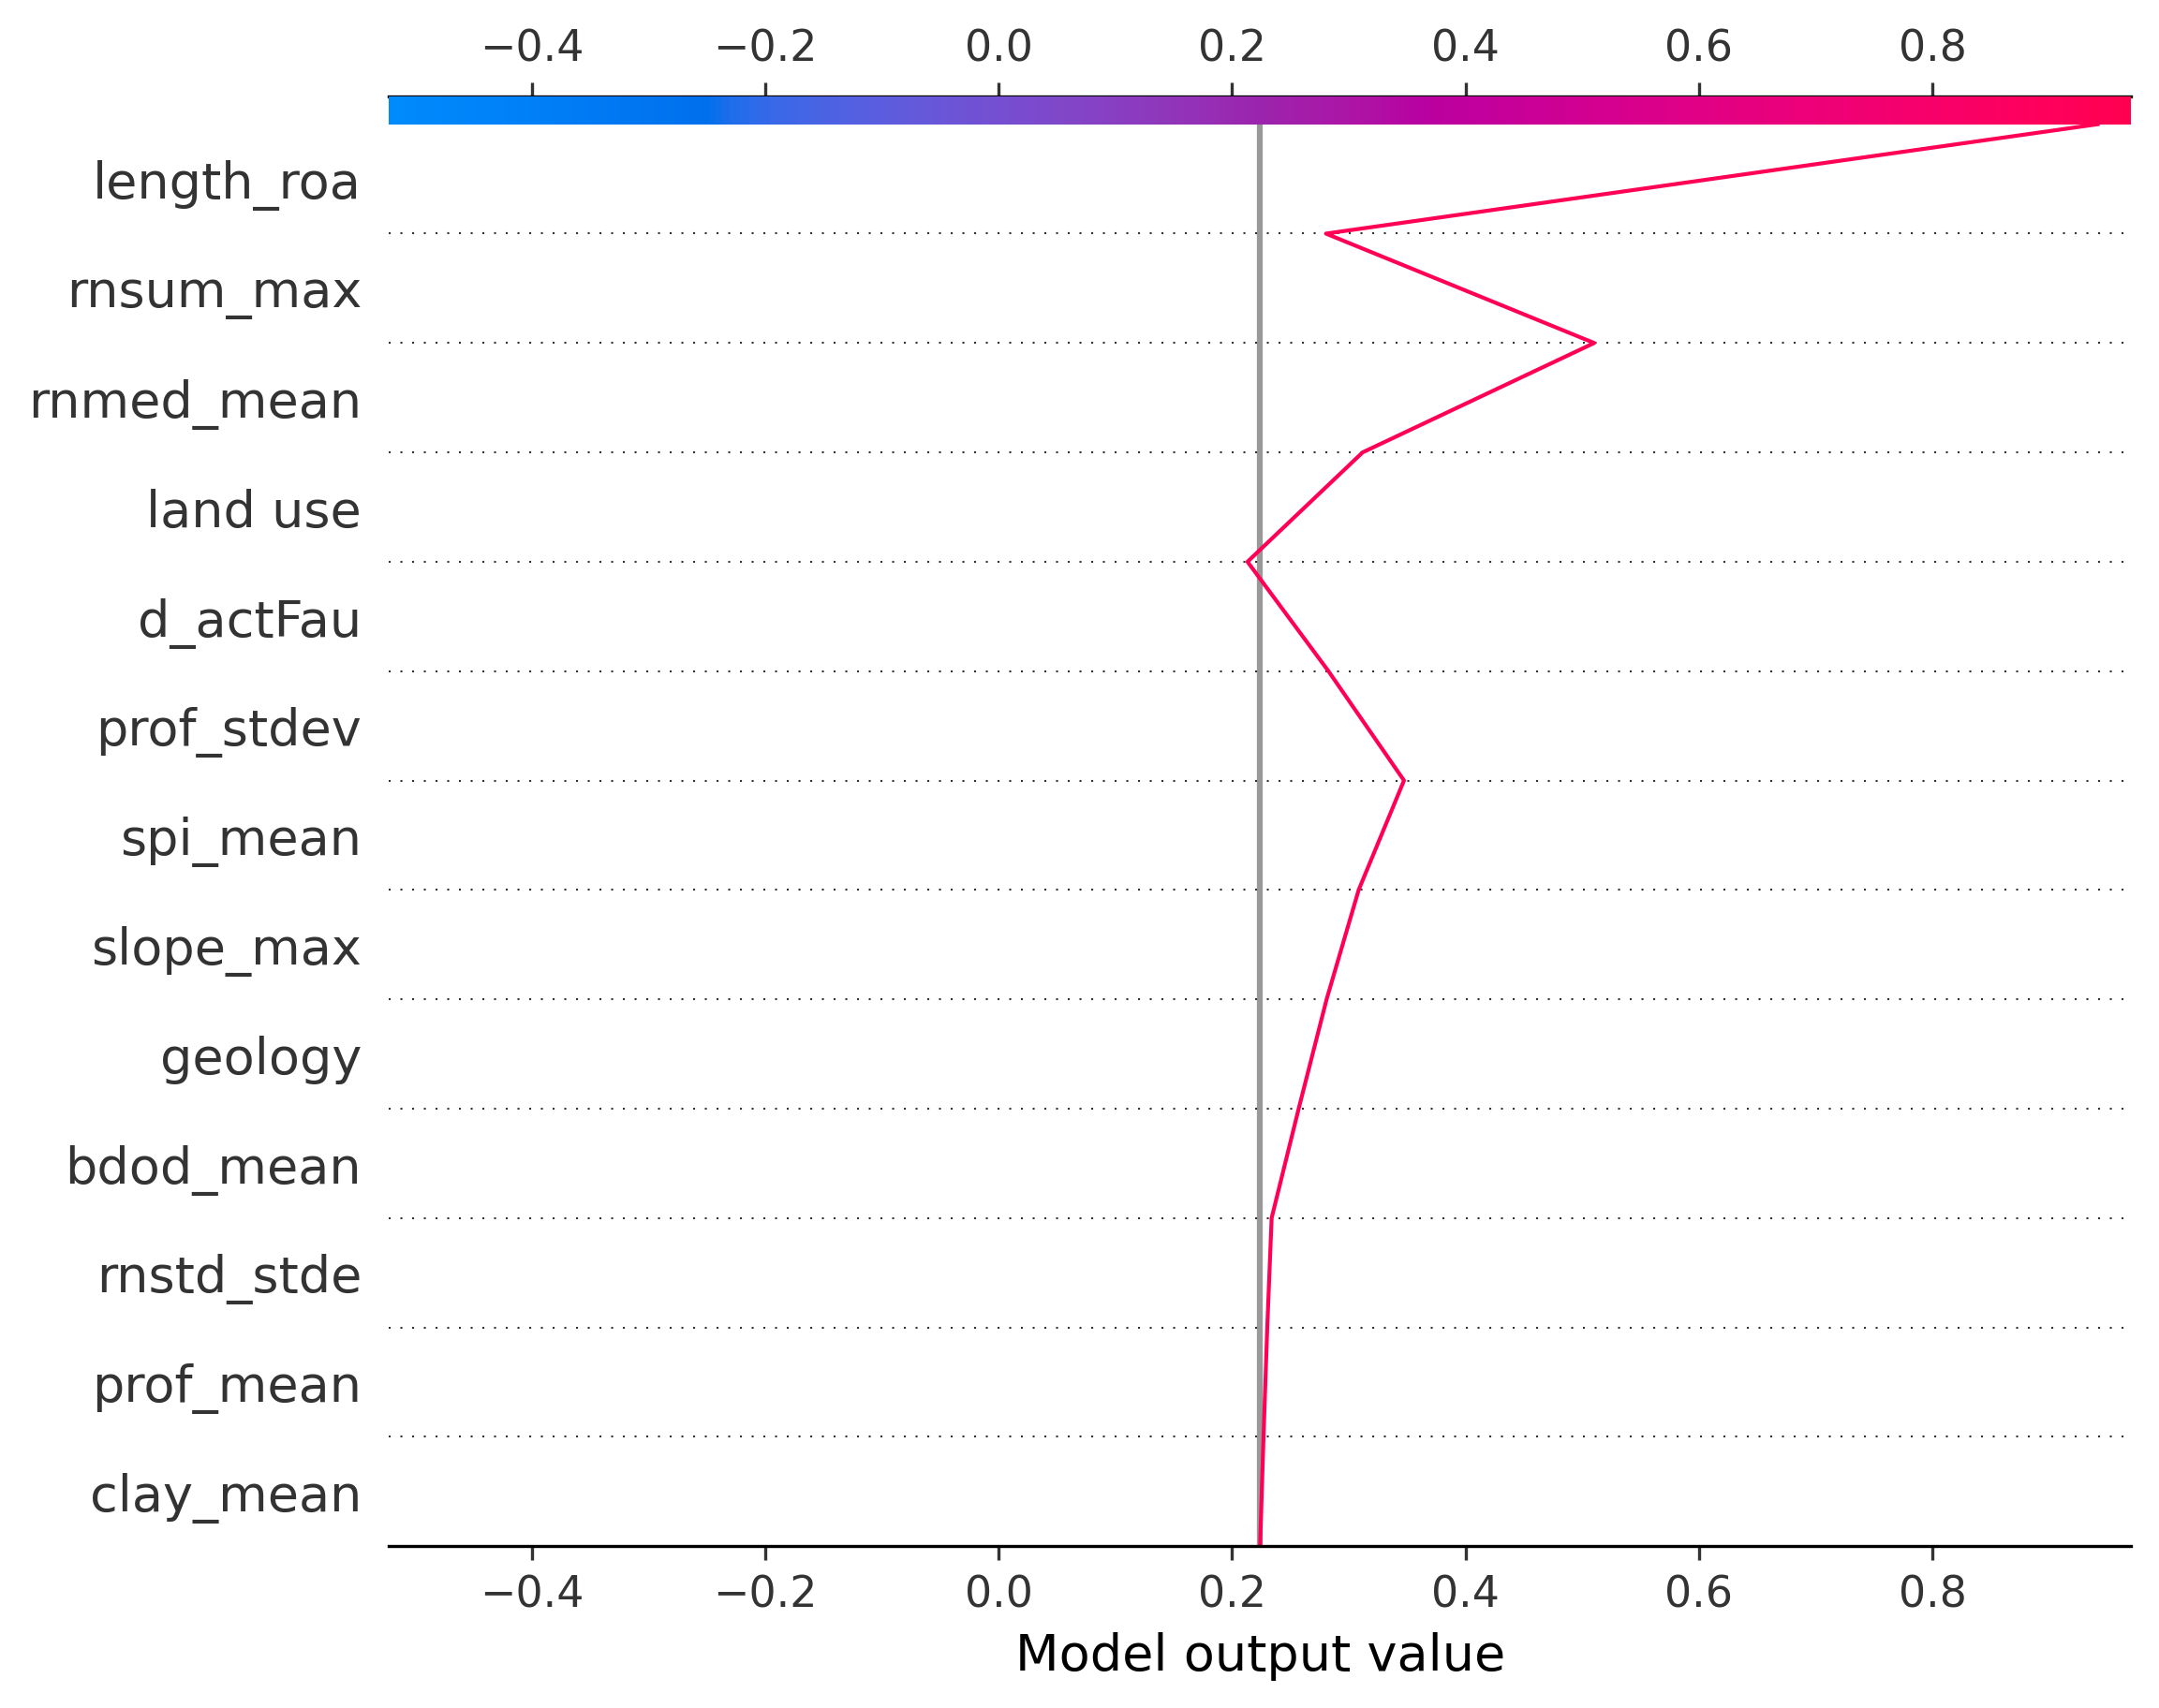 −0.4 −0.2 0.0 0.2 0.4 0.6 0.8
length_roa
rnsum_max
rnmed_mean
land use
d_actFau
prof_stdev
spi_mean
slope_max
geology
bdod_mean
rnstd_stde
prof_mean
clay_mean
−0.4 −0.2 0.0 0.2 0.4 0.6 0.8
Model output value